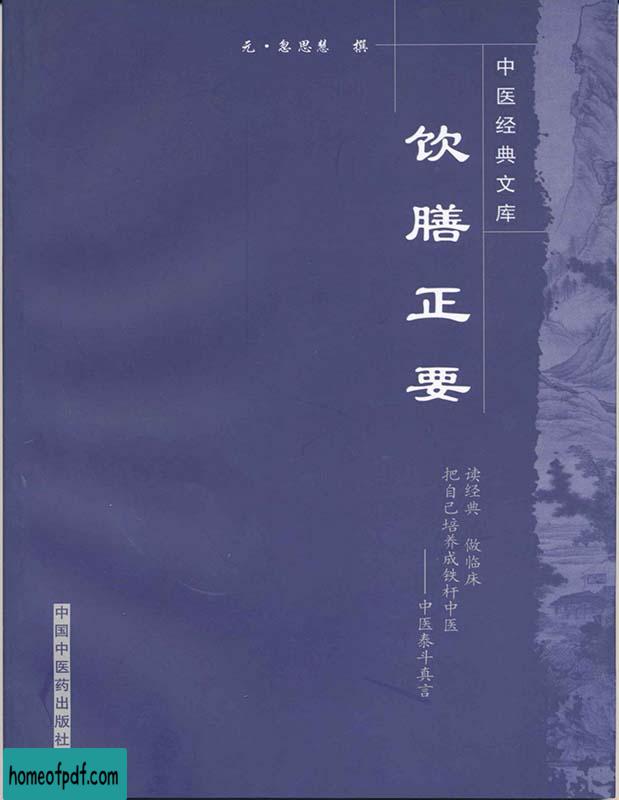 元·忽思慧 撰
中医经典文库
饮膳正要
读经典 做临床
把自己培养成铁杆中医
——中医泰斗真言
中国中医药出版社
homeofpdf.com